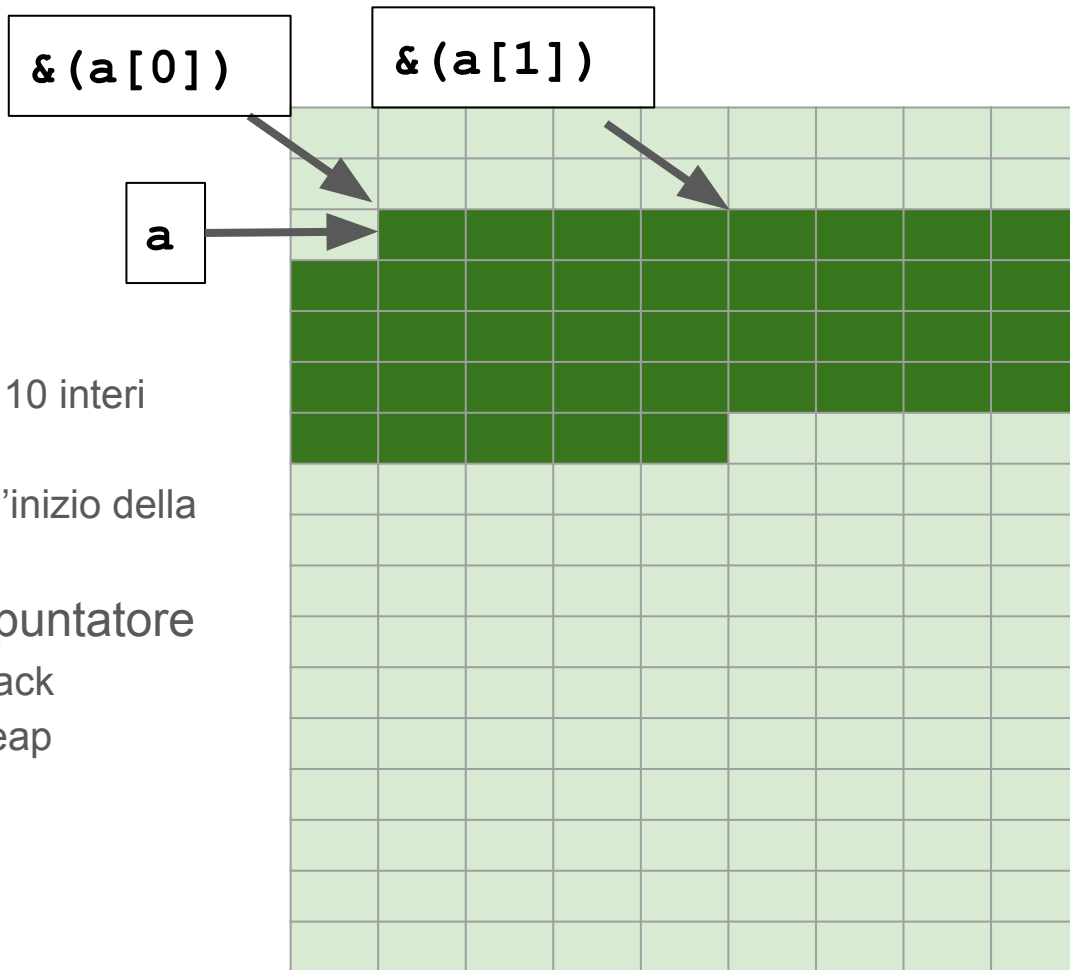 &(a[0])
&(a[1])
a
10 interi
'inizio della
puntatore
ack
eap